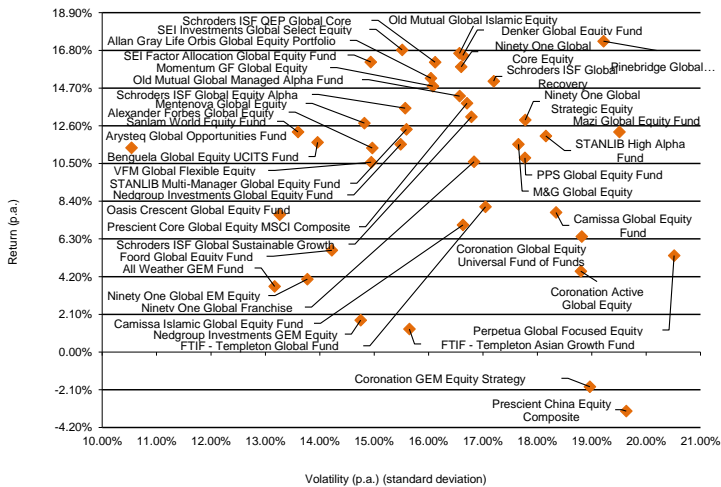 18.90%
16.80%
14.70%
12.60%
10.50%
8.40%
6.30%
4.20%
2.10%
0.00%
-2.10%
-4.20%
Return (p.a.)
Schroders ISF QEP Global Core
SEI Investments Global Select Equity
Allan Gray Life Orbis Global Equity Portfolio
SEI Factor Allocation Global Equity Fund
Momentum GF Global Equity
Old Mutual Global Managed Alpha Fund
Schroders ISF Global Equity Alpha
Mentenova Global Equity
Alexander Forbes Global Equity
Sanlam World Equity Fund
Arysteq Global Opportunities Fund
Benguela Global Equity UCITS Fund
VFM Global Flexible Equity
STANLIB Multi-Manager Global Equity Fund
Nedgroup Investments Global Equity Fund
Oasis Crescent Global Equity Fund
Prescient Core Global Equity MSCI Composite
Schroders ISF Global Sustainable Growth
Foord Global Equity Fund
All Weather GEM Fund
Ninety One Global EM Equity
Ninety One Global Franchise
Camissa Islamic Global Equity Fund
Nedgroup Investments GEM Equity
FTIF - Templeton Global Fund
Old Mutual Global Islamic Equity
Denker Global Equity Fund
Ninety One Global
Core Equity
Pinebridge Global...
Schroders ISF Global
Recovery
Ninety One Global
Strategic Equity
Mazi Global Equity Fund
STANLIB High Alpha
Fund
PPS Global Equity Fund
M&G Global Equity
Camissa Global Equity
Fund
Coronation Global Equity
Universal Fund of Funds
Coronation Active
Global Equity
Perpetua Global Focused Equity
FTIF - Templeton Asian Growth Fund
Coronation GEM Equity Strategy
Prescient China Equity
Composite
10.00% 11.00% 12.00% 13.00% 14.00% 15.00% 16.00% 17.00% 18.00% 19.00% 20.00% 21.00%
Volatility (p.a.) (standard deviation)